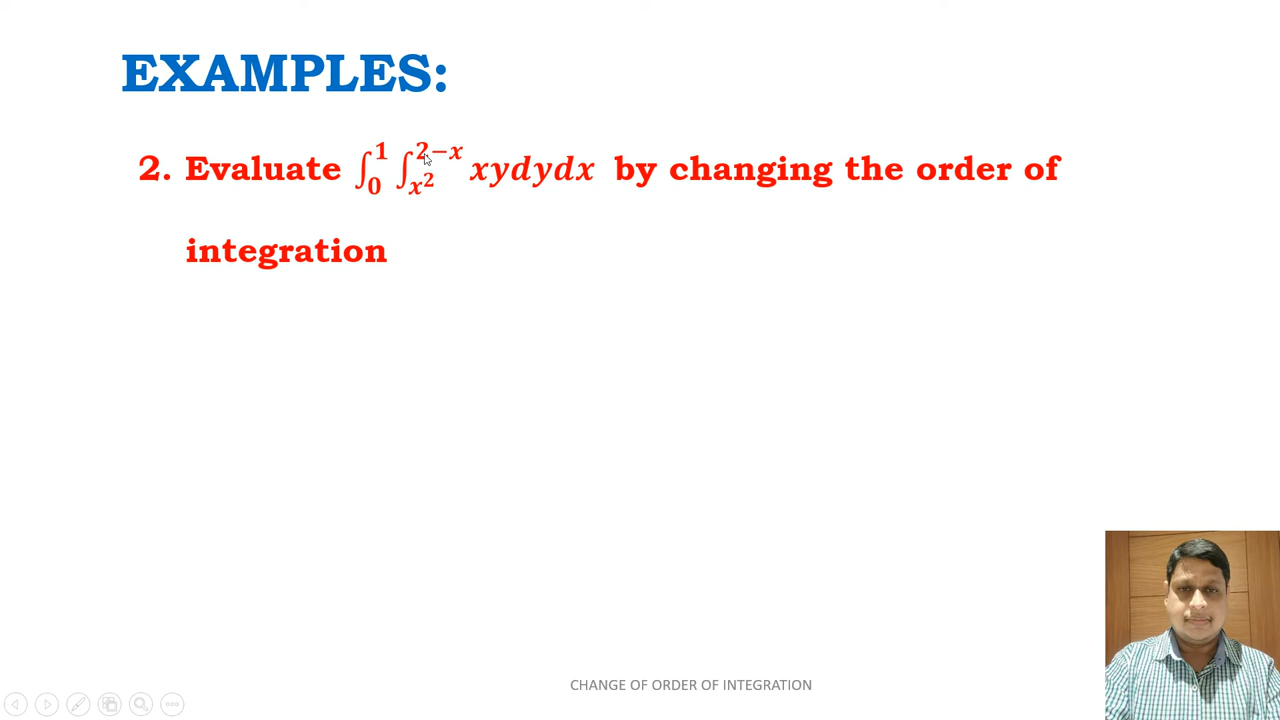 EXAMPLES:
2. Evaluate ∫₀¹ ∫ₓ²^{2−x} xydydx by changing the order of
integration
CHANGE OF ORDER OF INTEGRATION